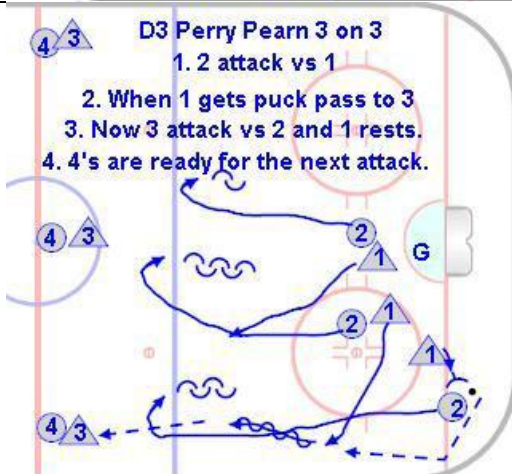 D3 Perry Pearn 3 on 3
4 3
1. 2 attack vs 1
2. When 1 gets puck pass to 3
3. Now 3 attack vs 2 and 1 rests.
4. 4's are ready for the next attack.
4 3
2
1
G
1
2
1
2
4 3